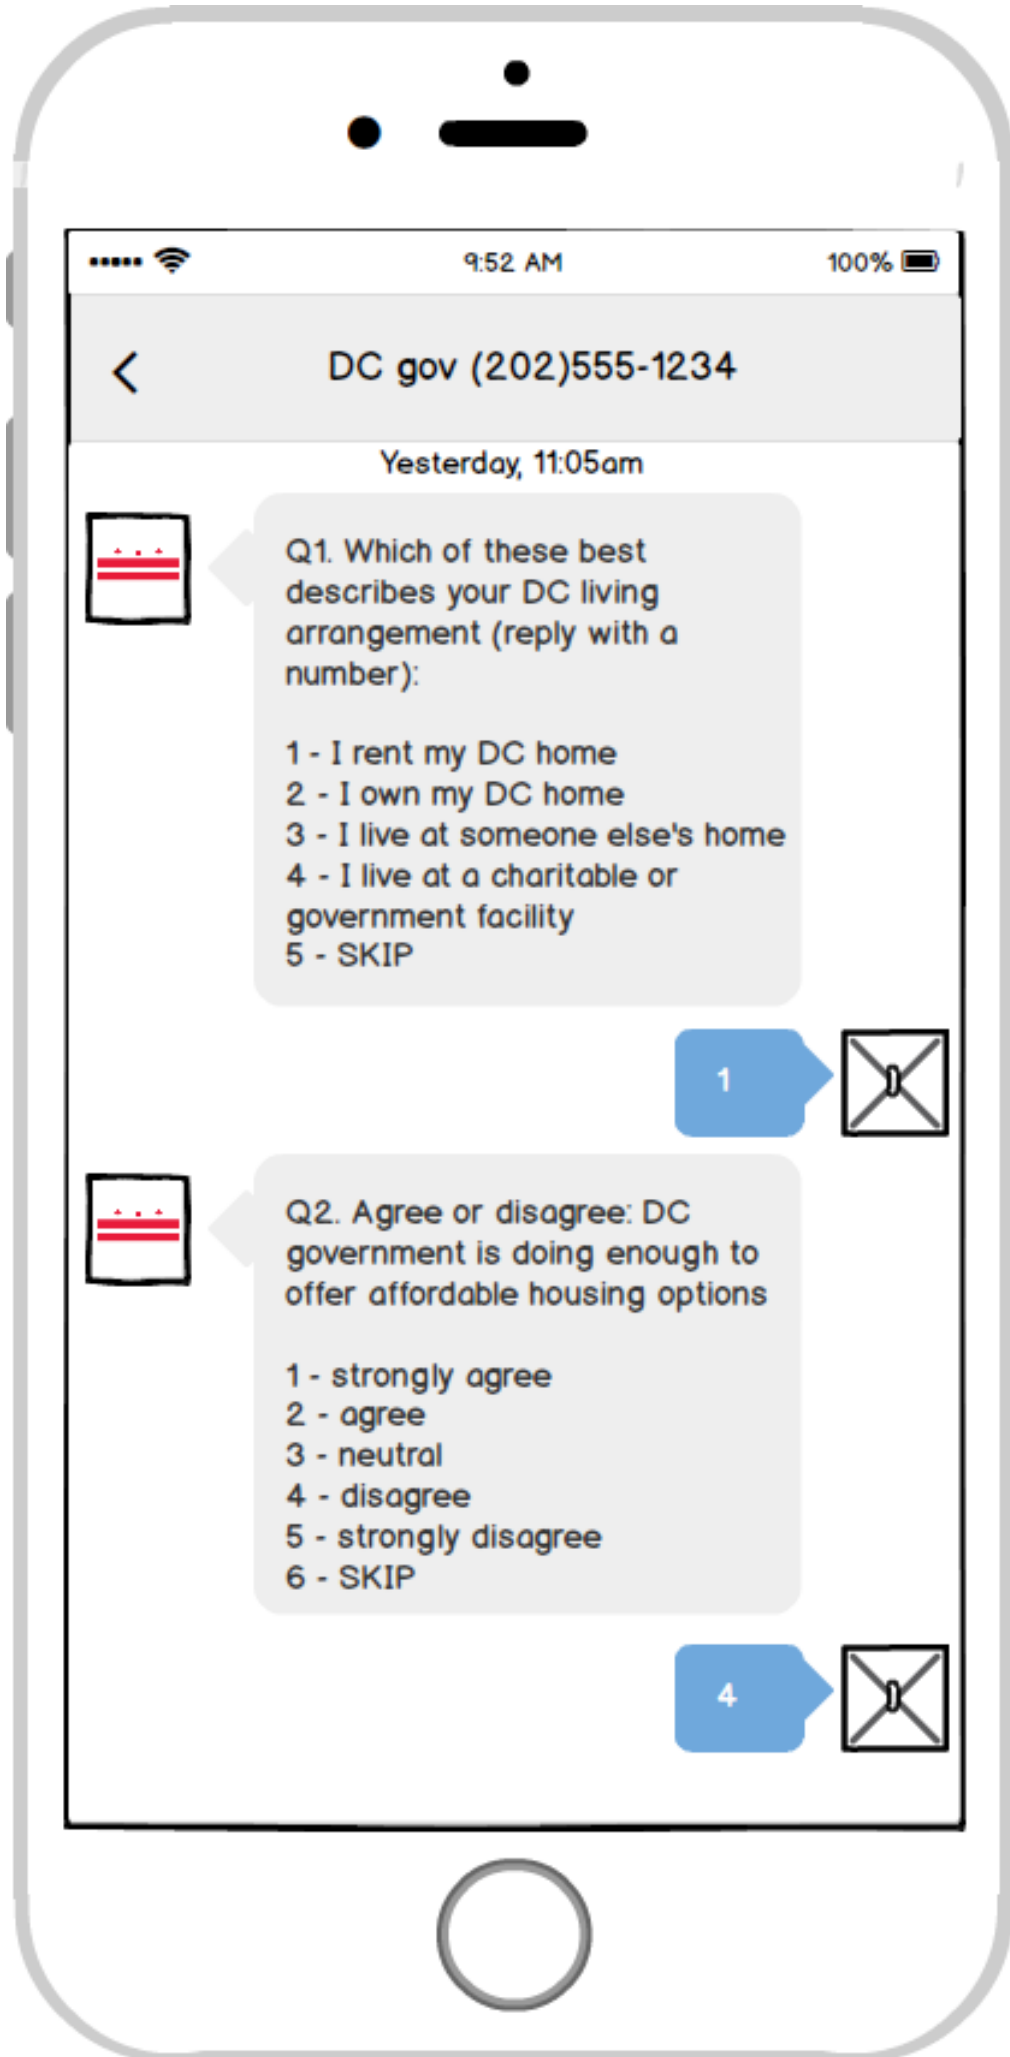 9:52 AM
100%
DC gov (202)555-1234
Yesterday, 11:05am
Q1. Which of these best
describes your DC living
arrangement (reply with a
number):
1 - I rent my DC home
2 - I own my DC home
3 - I live at someone else's home
4 - I live at a charitable or
government facility
5 - SKIP
1
Q2. Agree or disagree: DC
government is doing enough to
offer affordable housing options
1 - strongly agree
2 - agree
3 - neutral
4 - disagree
5 - strongly disagree
6 - SKIP
4